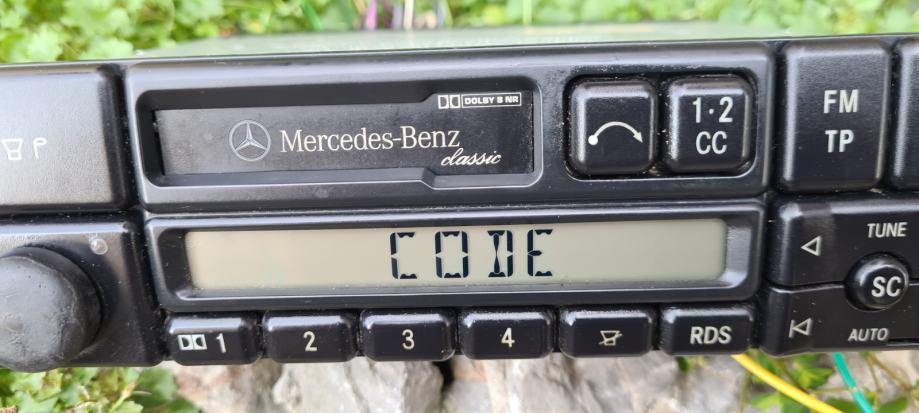 DOLBY B NR
Mercedes-Benz
classic
1·2
CC
FM
TP
CODE
TUNE
SC
AUTO
1
2
3
4
RDS